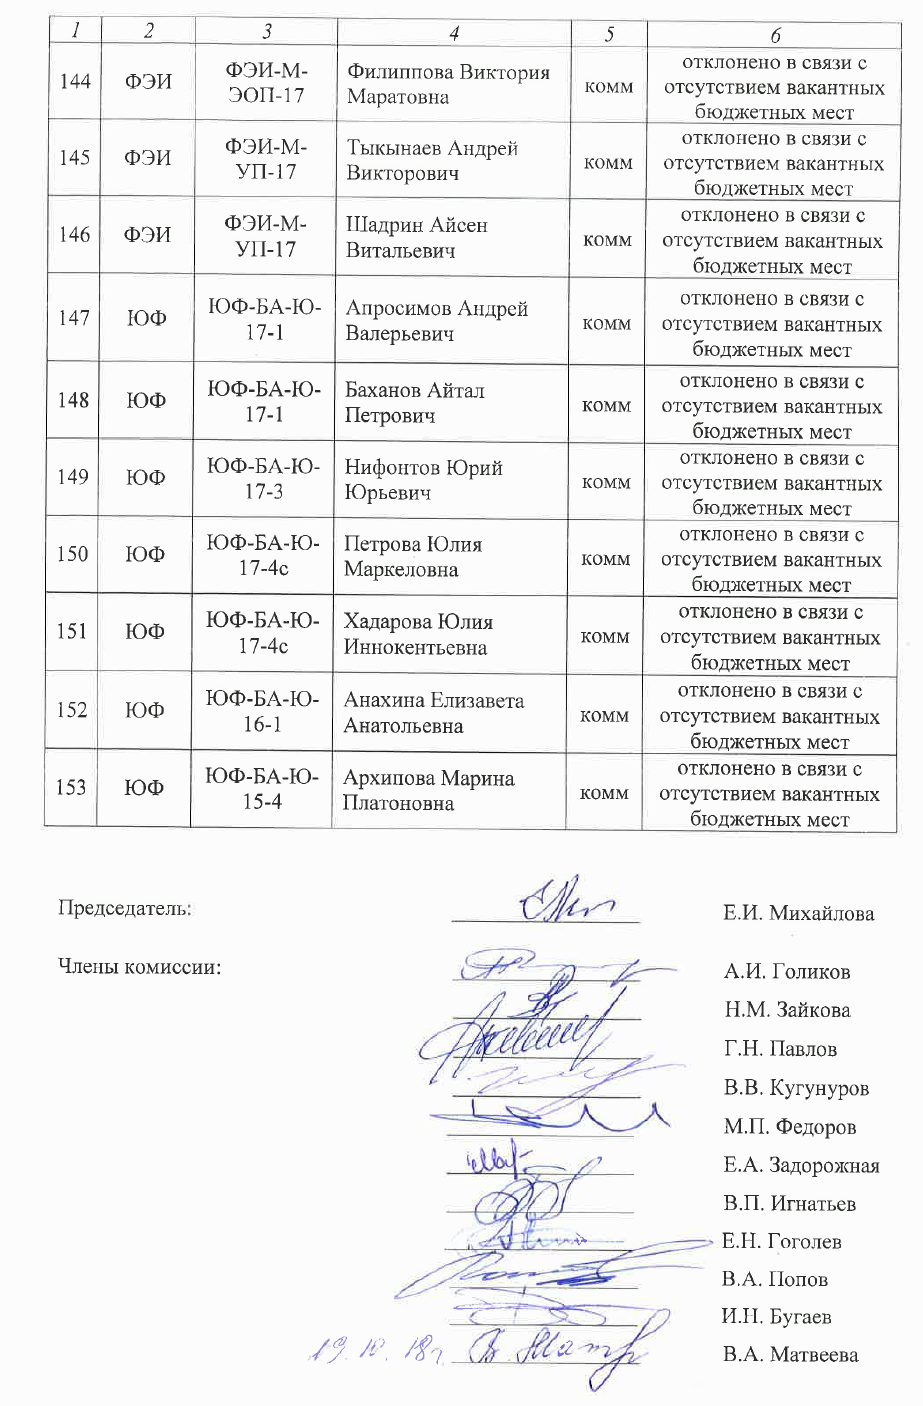 1 2 3 4 5 6
144 ФЭИ ФЭИ-М-ЭОП-17 Филиппова Виктория Маратовна комм отклонено в связи с отсутствием вакантных бюджетных мест
145 ФЭИ ФЭИ-М-УП-17 Тыкынаев Андрей Викторович комм отклонено в связи с отсутствием вакантных бюджетных мест
146 ФЭИ ФЭИ-М-УП-17 Шадрин Айсен Витальевич комм отклонено в связи с отсутствием вакантных бюджетных мест
147 ЮФ ЮФ-БА-Ю-17-1 Апросимов Андрей Валерьевич комм отклонено в связи с отсутствием вакантных бюджетных мест
148 ЮФ ЮФ-БА-Ю-17-1 Баханов Айтал Петрович комм отклонено в связи с отсутствием вакантных бюджетных мест
149 ЮФ ЮФ-БА-Ю-17-3 Нифонтов Юрий Юрьевич комм отклонено в связи с отсутствием вакантных бюджетных мест
150 ЮФ ЮФ-БА-Ю-17-4с Петрова Юлия Маркеловна комм отклонено в связи с отсутствием вакантных бюджетных мест
151 ЮФ ЮФ-БА-Ю-17-4с Хадарова Юлия Иннокентьевна комм отклонено в связи с отсутствием вакантных бюджетных мест
152 ЮФ ЮФ-БА-Ю-16-1 Анахина Елизавета Анатольевна комм отклонено в связи с отсутствием вакантных бюджетных мест
153 ЮФ ЮФ-БА-Ю-15-4 Архипова Марина Платоновна комм отклонено в связи с отсутствием вакантных бюджетных мест
Председатель: Е.И. Михайлова
Члены комиссии: А.И. Голиков
Н.М. Зайкова
Г.Н. Павлов
В.В. Кугунуров
М.П. Федоров
Е.А. Задорожная
В.П. Игнатьев
Е.Н. Гоголев
В.А. Попов
И.Н. Бугаев
19.10.18г. В.А. Матвеева